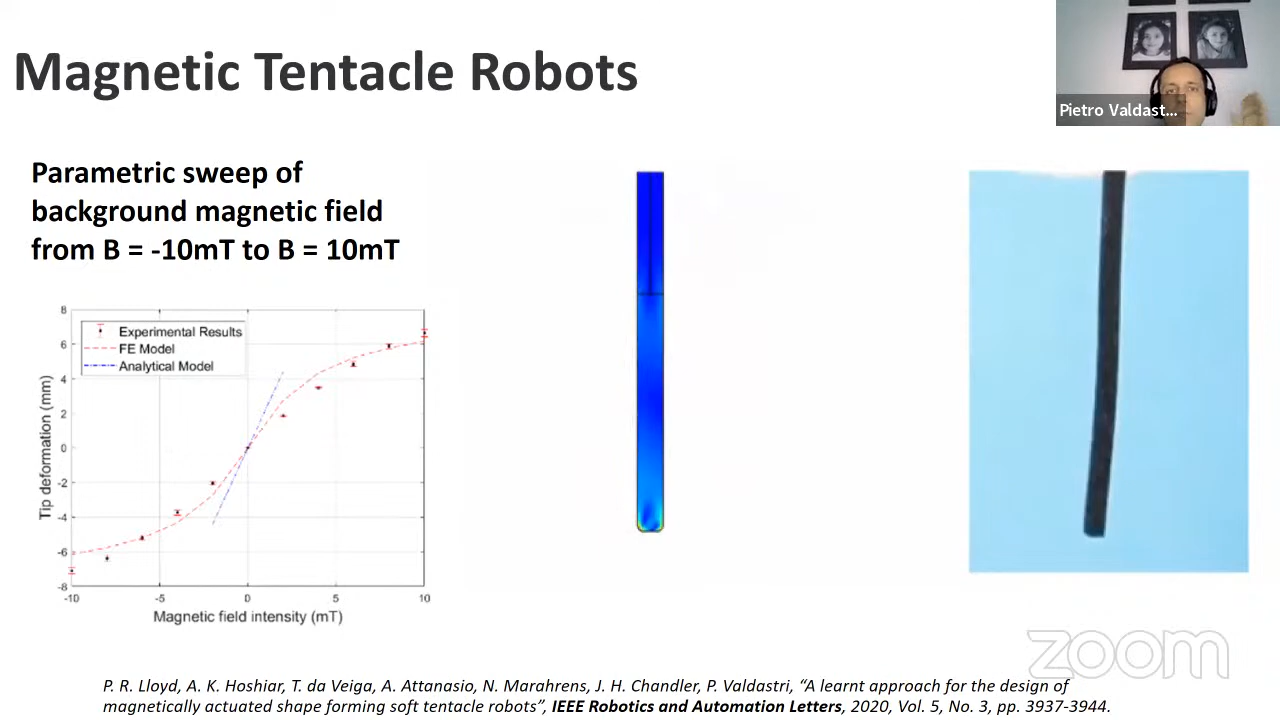 Magnetic Tentacle Robots
Pietro Valdast...
Parametric sweep of
background magnetic field
from B = -10mT to B = 10mT
Experimental Results
FE Model
Analytical Model
8
6
4
2
0
-2
-4
-6
-8
Tip deformation (mm)
-10
-5
0
5
10
Magnetic field intensity (mT)
zoom
P. R. Lloyd, A. K. Hoshiar, T. da Veiga, A. Attanasio, N. Marahrens, J. H. Chandler, P. Valdastri, “A learnt approach for the design of
magnetically actuated shape forming soft tentacle robots”, IEEE Robotics and Automation Letters, 2020, Vol. 5, No. 3, pp. 3937-3944.